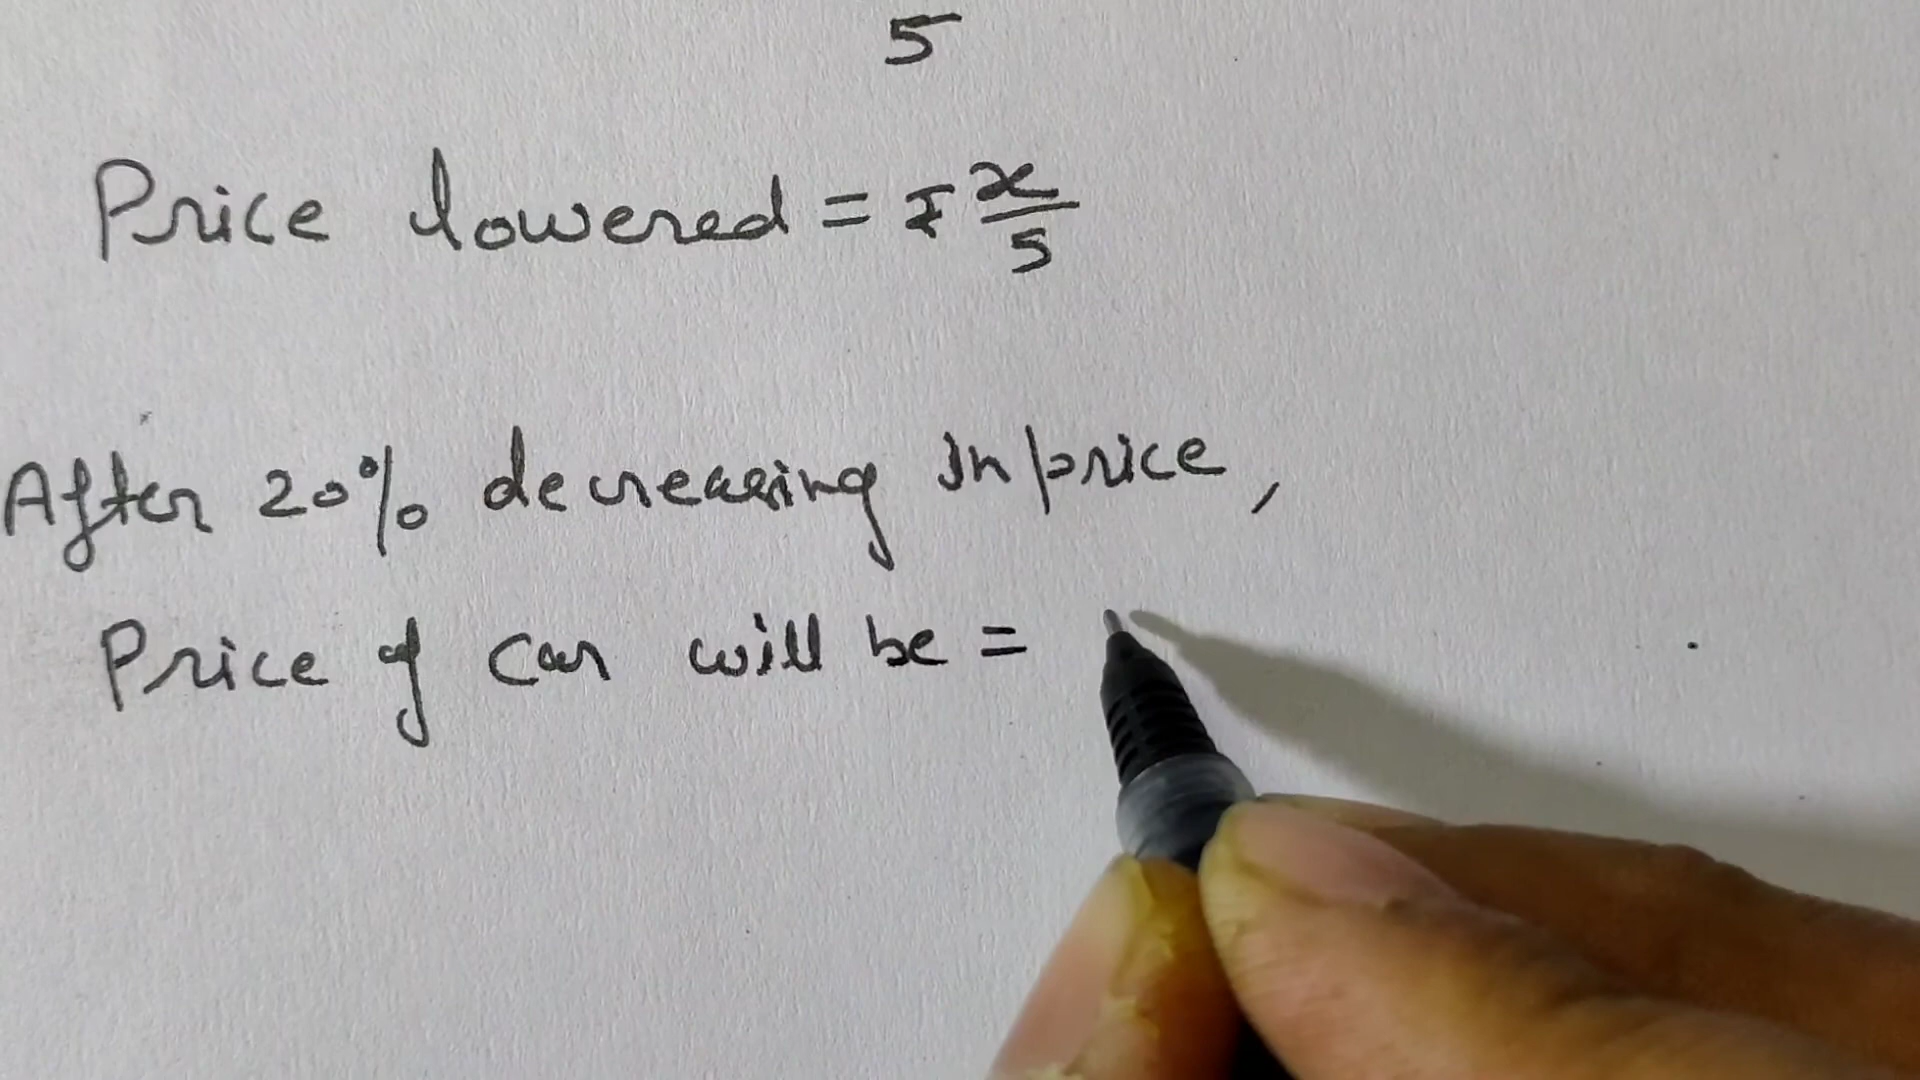 5
Price lowered = ₹ x/5
After 20% decreasing in price,
Price of car will be =